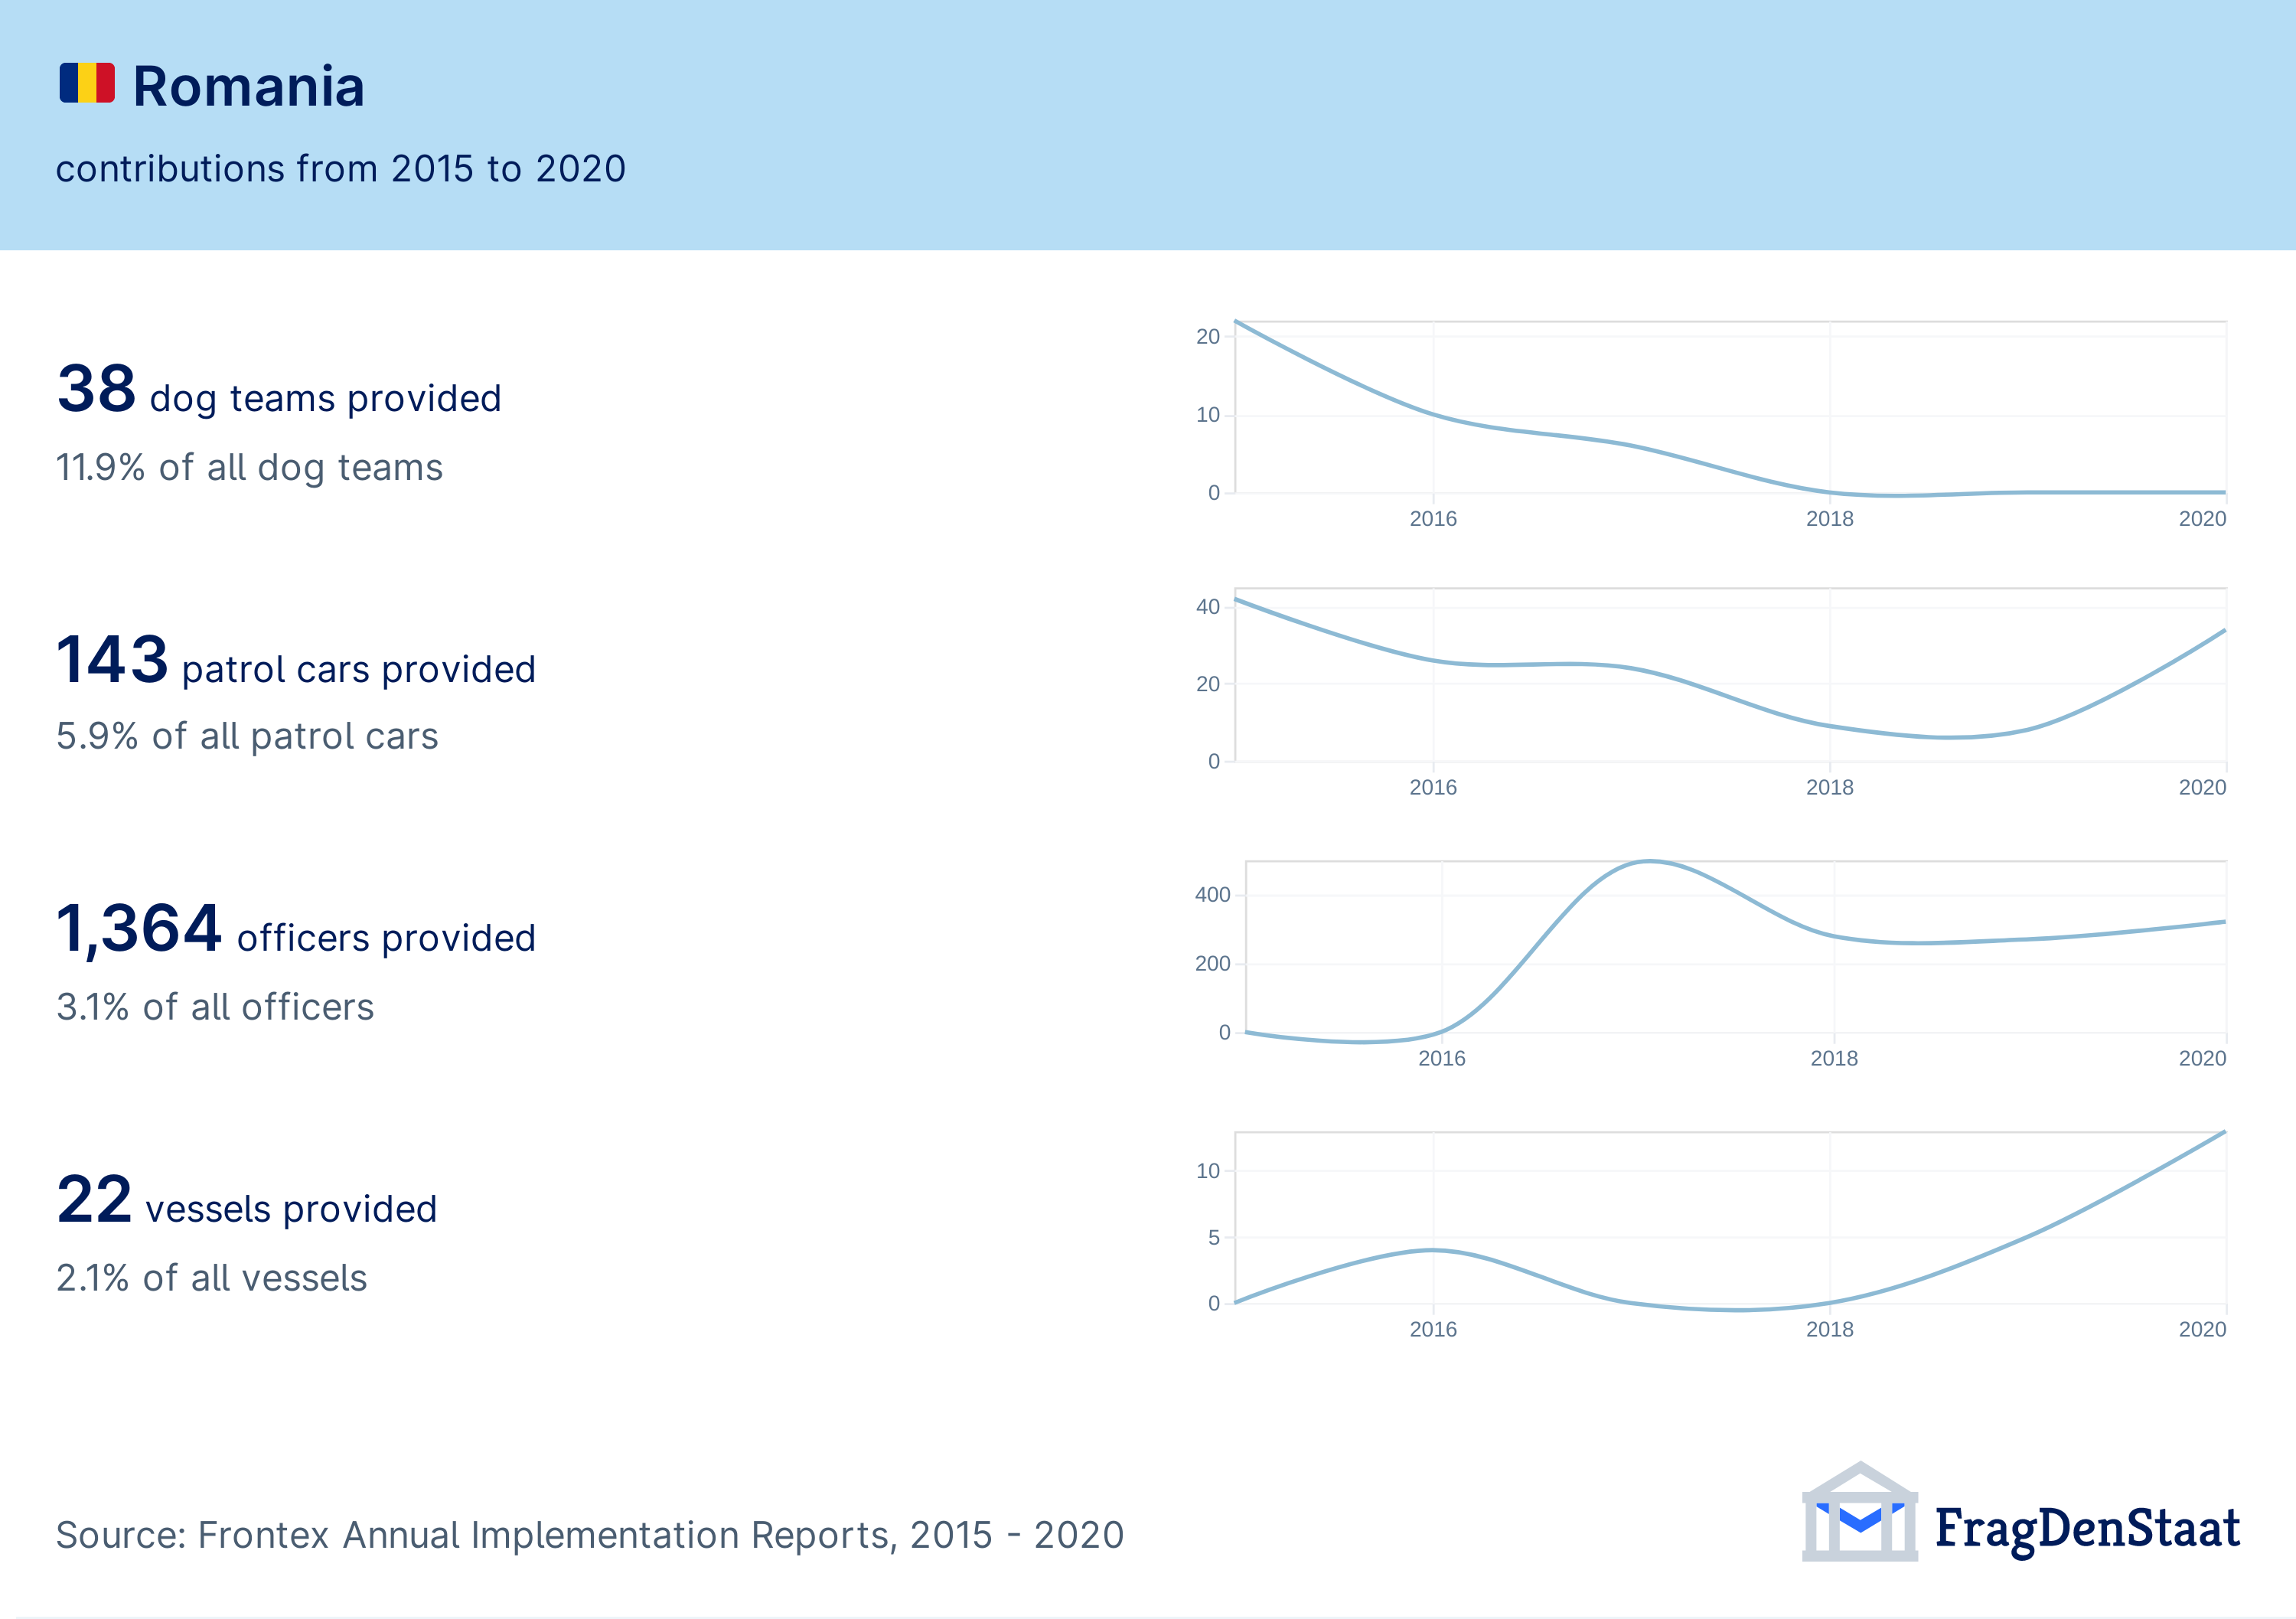 Romania
contributions from 2015 to 2020
38 dog teams provided
11.9% of all dog teams
20
10
0
2016
2018
2020
143 patrol cars provided
5.9% of all patrol cars
40
20
0
2016
2018
2020
1,364 officers provided
3.1% of all officers
400
200
0
2016
2018
2020
22 vessels provided
2.1% of all vessels
10
5
0
2016
2018
2020
Source: Frontex Annual Implementation Reports, 2015 - 2020
FragDenStaat